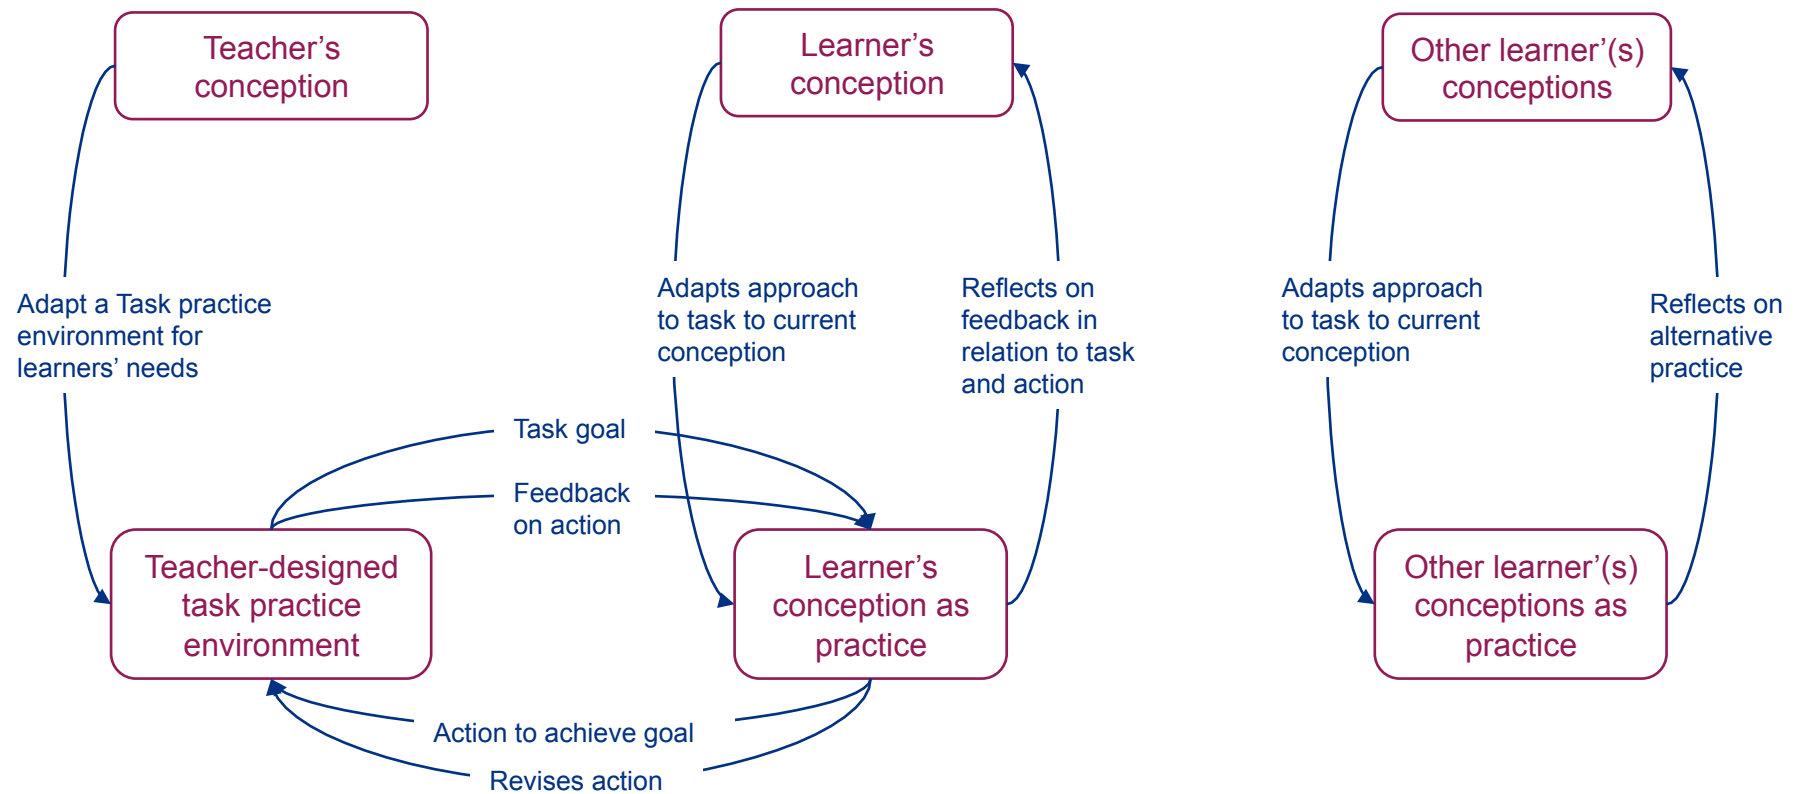 Teacher’s
conception
Learner’s
conception
Other learner’(s)
conceptions
Adapt a Task practice
environment for
learners’ needs
Adapts approach
to task to current
conception
Reflects on
feedback in
relation to task
and action
Adapts approach
to task to current
conception
Reflects on
alternative
practice
Task goal
Feedback
on action
Teacher-designed
task practice
environment
Learner’s
conception as
practice
Other learner’(s)
conceptions as
practice
Action to achieve goal
Revises action